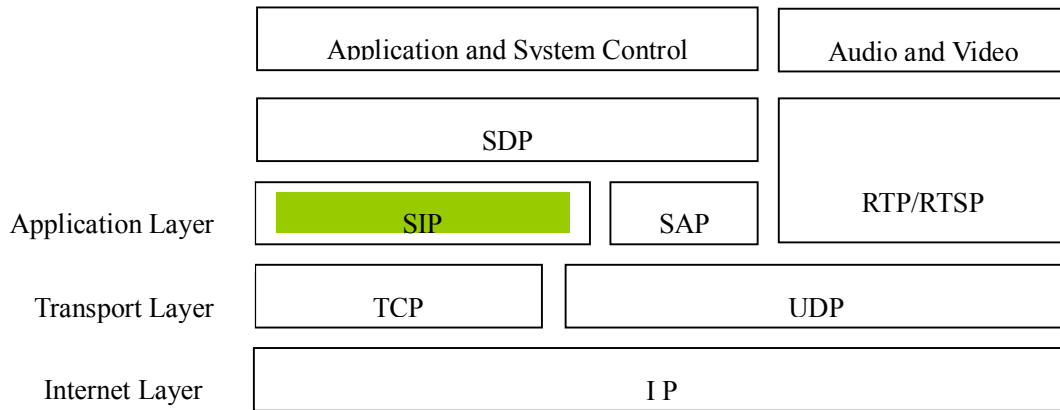 Application and System Control
Audio and Video
SDP
Application Layer
SIP
SAP
RTP/RTSP
Transport Layer
TCP
UDP
Internet Layer
I P